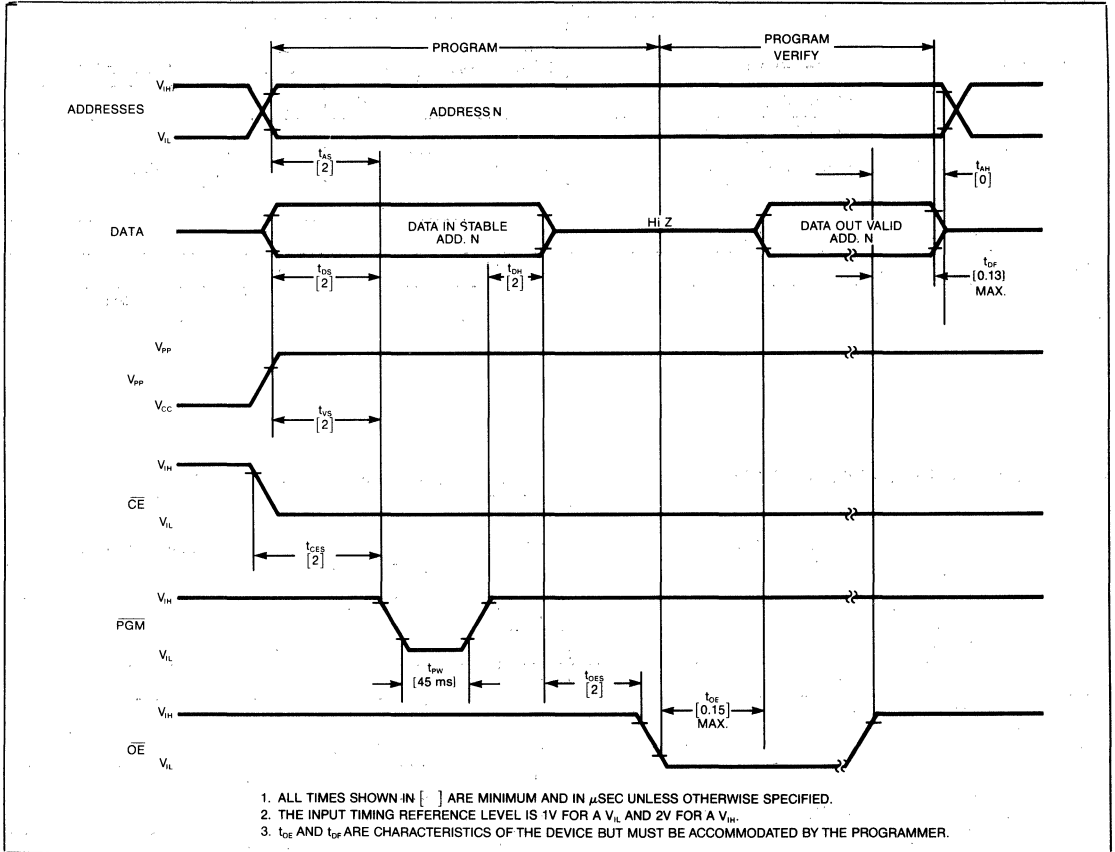 PROGRAM
PROGRAM
VERIFY
VIH
ADDRESSES
ADDRESS N
VIL
tAS
[2]
tAH
[0]
DATA
DATA IN STABLE
ADD. N
Hi Z
DATA OUT VALID
ADD. N
tDS
[2]
tDH
[2]
tDF
[0.13]
MAX.
VPP
VPP
VCC
tVS
[2]
VIH
CE
VIL
tCES
[2]
VIH
PGM
VIL
tPW
[45 ms]
tOES
[2]
tOE
[0.15]
MAX.
VIH
OE
VIL
1. ALL TIMES SHOWN IN [ ] ARE MINIMUM AND IN μSEC UNLESS OTHERWISE SPECIFIED.
2. THE INPUT TIMING REFERENCE LEVEL IS 1V FOR A VIL AND 2V FOR A VIH.
3. tOE AND tDF ARE CHARACTERISTICS OF THE DEVICE BUT MUST BE ACCOMMODATED BY THE PROGRAMMER.